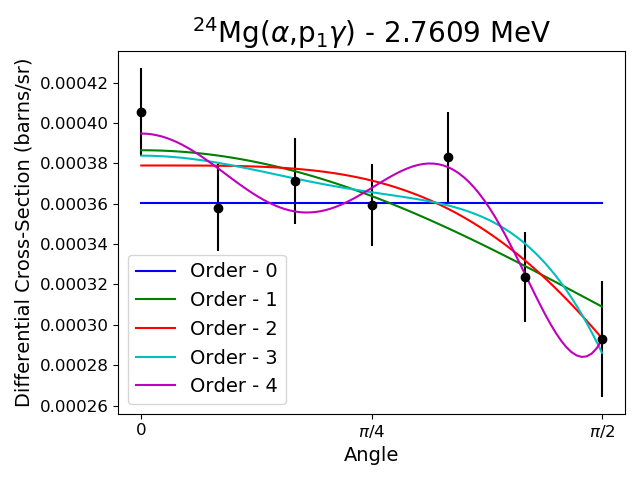 ²⁴Mg(α,p₁γ) - 2.7609 MeV
Differential Cross-Section (barns/sr)
0.00042
0.00040
0.00038
0.00036
0.00034
0.00032
0.00030
0.00028
0.00026
Order - 0
Order - 1
Order - 2
Order - 3
Order - 4
0 π/4 π/2
Angle